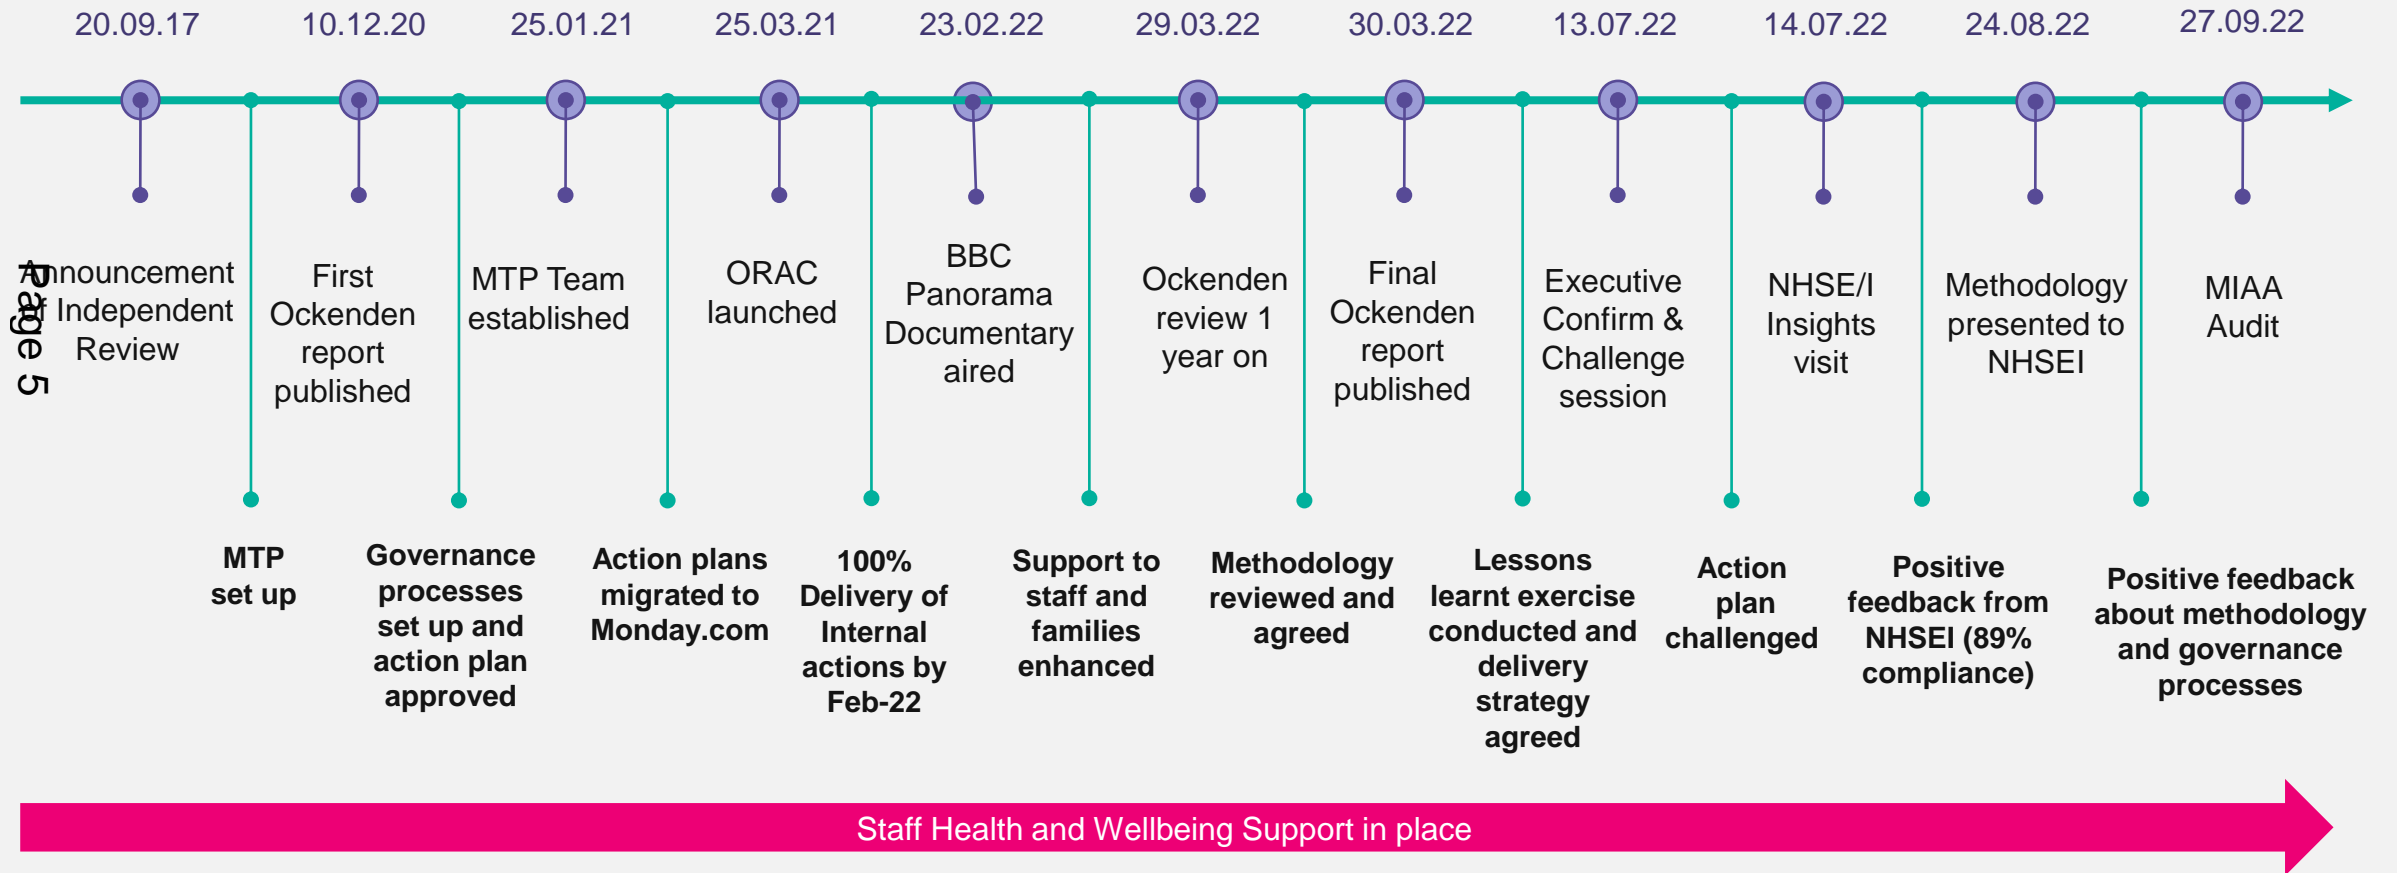 20.09.17
10.12.20
25.01.21
25.03.21
23.02.22
29.03.22
30.03.22
13.07.22
14.07.22
24.08.22
27.09.22
Announcement
of Independent
Review
First
Ockenden
report
published
MTP Team
established
ORAC
launched
BBC
Panorama
Documentary
aired
Ockenden
review 1
year on
Final
Ockenden
report
published
Executive
Confirm &
Challenge
session
NHSE/I
Insights
visit
Methodology
presented to
NHSEI
MIAA
Audit
Page 5
MTP
set up
Governance
processes
set up and
action plan
approved
Action plans
migrated to
Monday.com
100%
Delivery of
Internal
actions by
Feb-22
Support to
staff and
families
enhanced
Methodology
reviewed and
agreed
Lessons
learnt exercise
conducted and
delivery
strategy
agreed
Action
plan
challenged
Positive
feedback from
NHSEI (89%
compliance)
Positive feedback
about methodology
and governance
processes
Staff Health and Wellbeing Support in place